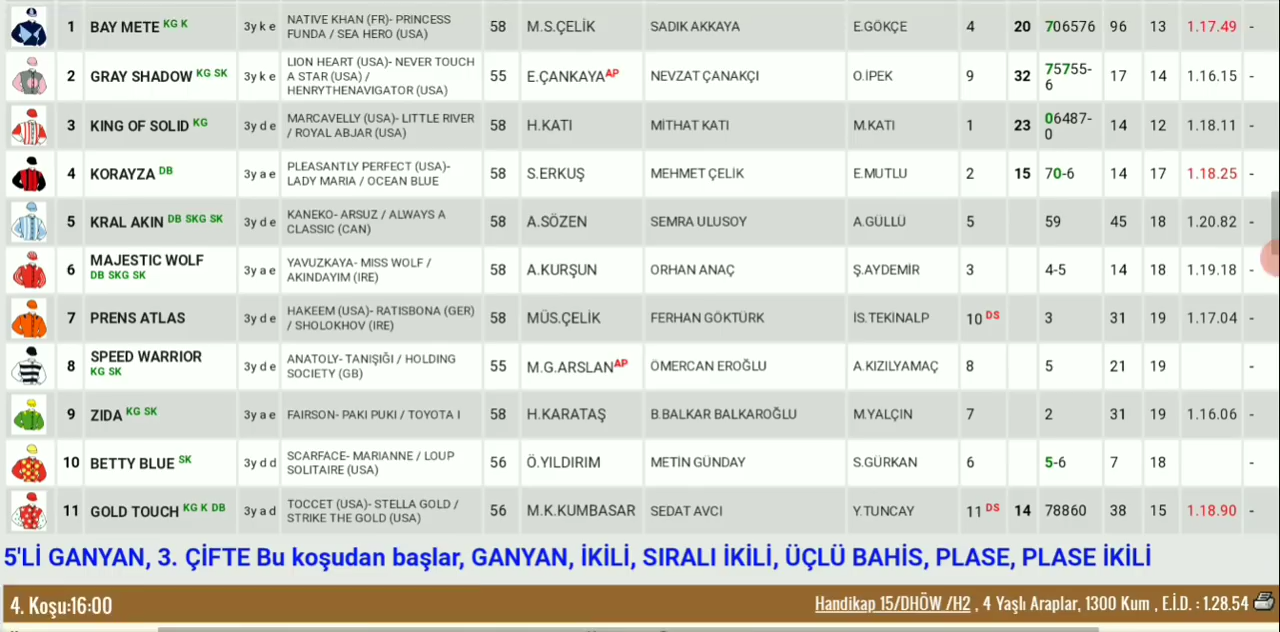 1 BAY METE KG K 3y k e NATIVE KHAN (FR)- PRINCESS FUNDA / SEA HERO (USA) 58 M.S.ÇELİK SADIK AKKAYA E.GÖKÇE 4 20 706576 96 13 1.17.49 -
2 GRAY SHADOW KG SK 3y k e LION HEART (USA)- NEVER TOUCH A STAR (USA) / HENRYTHENAVIGATOR (USA) 55 E.ÇANKAYA AP NEVZAT ÇANAKÇI O.İPEK 9 32 75755-6 17 14 1.16.15 -
3 KING OF SOLID KG 3y d e MARCAVELLY (USA)- LITTLE RIVER / ROYAL ABJAR (USA) 58 H.KATI MİTHAT KATI M.KATI 1 23 06487-0 14 12 1.18.11 -
4 KORAYZA DB 3y a e PLEASANTLY PERFECT (USA)- LADY MARIA / OCEAN BLUE 58 S.ERKUŞ MEHMET ÇELİK E.MUTLU 2 15 70-6 14 17 1.18.25 -
5 KRAL AKIN DB SKG SK 3y d e KANEKO- ARSUZ / ALWAYS A CLASSIC (CAN) 58 A.SÖZEN SEMRA ULUSOY A.GÜLLÜ 5 59 45 18 1.20.82 -
6 MAJESTIC WOLF DB SKG SK 3y a e YAVUZKAYA- MISS WOLF / AKINDAYIM (IRE) 58 A.KURŞUN ORHAN ANAÇ Ş.AYDEMİR 3 4-5 14 18 1.19.18 -
7 PRENS ATLAS 3y d e HAKEEM (USA)- RATISBONA (GER) / SHOLOKHOV (IRE) 58 MÜS.ÇELİK FERHAN GÖKTÜRK İS.TEKİNALP 10 DS 3 31 19 1.17.04 -
8 SPEED WARRIOR KG SK 3y d e ANATOLY- TANIŞIĞI / HOLDING SOCIETY (GB) 55 M.G.ARSLAN AP ÖMERCAN EROĞLU A.KIZILYAMAÇ 8 5 21 19 -
9 ZIDA KG SK 3y a e FAIRSON- PAKI PUKI / TOYOTA I 58 H.KARATAŞ B.BALKAR BALKAROĞLU M.YALÇIN 7 2 31 19 1.16.06 -
10 BETTY BLUE SK 3y d d SCARFACE- MARIANNE / LOUP SOLITAIRE (USA) 56 Ö.YILDIRIM METİN GÜNDAY S.GÜRKAN 6 5-6 7 18 -
11 GOLD TOUCH KG K DB 3y a d TOCCET (USA)- STELLA GOLD / STRIKE THE GOLD (USA) 56 M.K.KUMBASAR SEDAT AVCI Y.TUNCAY 11 DS 14 78860 38 15 1.18.90 -
5'Lİ GANYAN, 3. ÇİFTE Bu koşudan başlar, GANYAN, İKİLİ, SIRALI İKİLİ, ÜÇLÜ BAHİS, PLASE, PLASE İKİLİ
4. Koşu:16:00 Handikap 15/DHÖW /H2 , 4 Yaşlı Araplar, 1300 Kum , E.İ.D. : 1.28.54